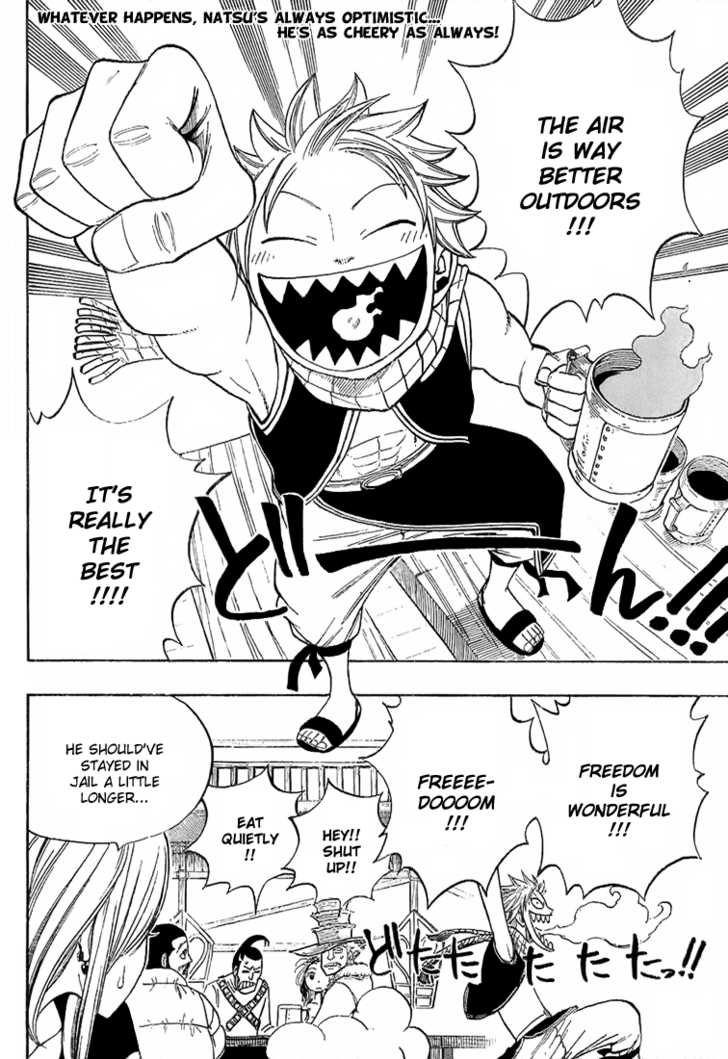 WHATEVER HAPPENS, NATSU'S ALWAYS OPTIMISTIC...
HE'S AS CHEERY AS ALWAYS!
THE AIR
IS WAY
BETTER
OUTDOORS
!!!
IT'S
REALLY
THE
BEST
!!!!
どーーん!!!
FREEDOM
IS
WONDERFUL
!!!
FREEEE-
DOOOOM
!!!
HEY!!
SHUT
UP!!
EAT
QUIETLY
!!
HE SHOULD'VE
STAYED IN
JAIL A LITTLE
LONGER...
どたたたたたっ!!